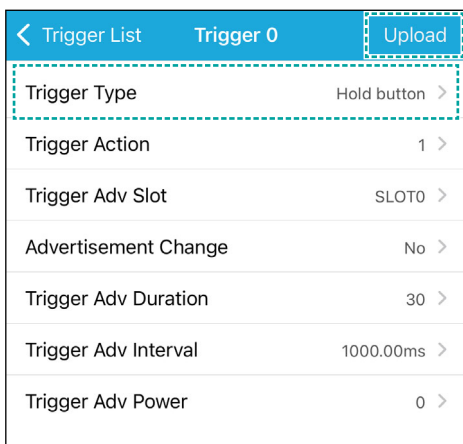 Trigger List Trigger 0 Upload
Trigger Type Hold button
Trigger Action 1
Trigger Adv Slot SLOT0
Advertisement Change No
Trigger Adv Duration 30
Trigger Adv Interval 1000.00ms
Trigger Adv Power 0